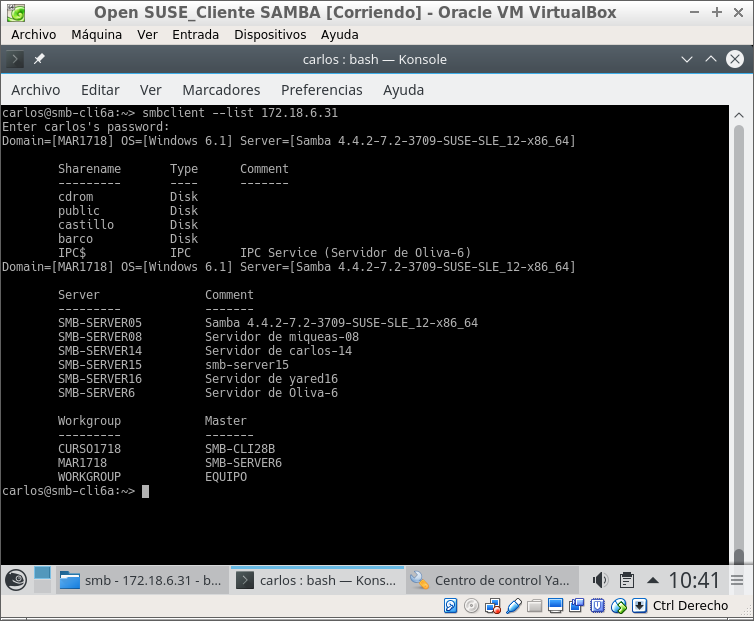 Open SUSE_Cliente SAMBA [Corriendo] - Oracle VM VirtualBox
Archivo Máquina Ver Entrada Dispositivos Ayuda
carlos : bash — Konsole
Archivo Editar Ver Marcadores Preferencias Ayuda
carlos@smb-cli6a:~> smbclient --list 172.18.6.31
Enter carlos's password:
Domain=[MAR1718] OS=[Windows 6.1] Server=[Samba 4.4.2-7.2-3709-SUSE-SLE_12-x86_64]
Sharename Type Comment
--------- ---- -------
cdrom Disk
public Disk
castillo Disk
barco Disk
IPC$ IPC IPC Service (Servidor de Oliva-6)
Domain=[MAR1718] OS=[Windows 6.1] Server=[Samba 4.4.2-7.2-3709-SUSE-SLE_12-x86_64]
Server Comment
--------- -------
SMB-SERVER05 Samba 4.4.2-7.2-3709-SUSE-SLE_12-x86_64
SMB-SERVER08 Servidor de miqueas-08
SMB-SERVER14 Servidor de carlos-14
SMB-SERVER15 smb-server15
SMB-SERVER16 Servidor de yared16
SMB-SERVER6 Servidor de Oliva-6
Workgroup Master
--------- -------
CURSO1718 SMB-CLI28B
MAR1718 SMB-SERVER6
WORKGROUP EQUIPO
carlos@smb-cli6a:~>
smb - 172.18.6.31 - b... carlos : bash — Kons... Centro de control Ya... 10:41
Ctrl Derecho